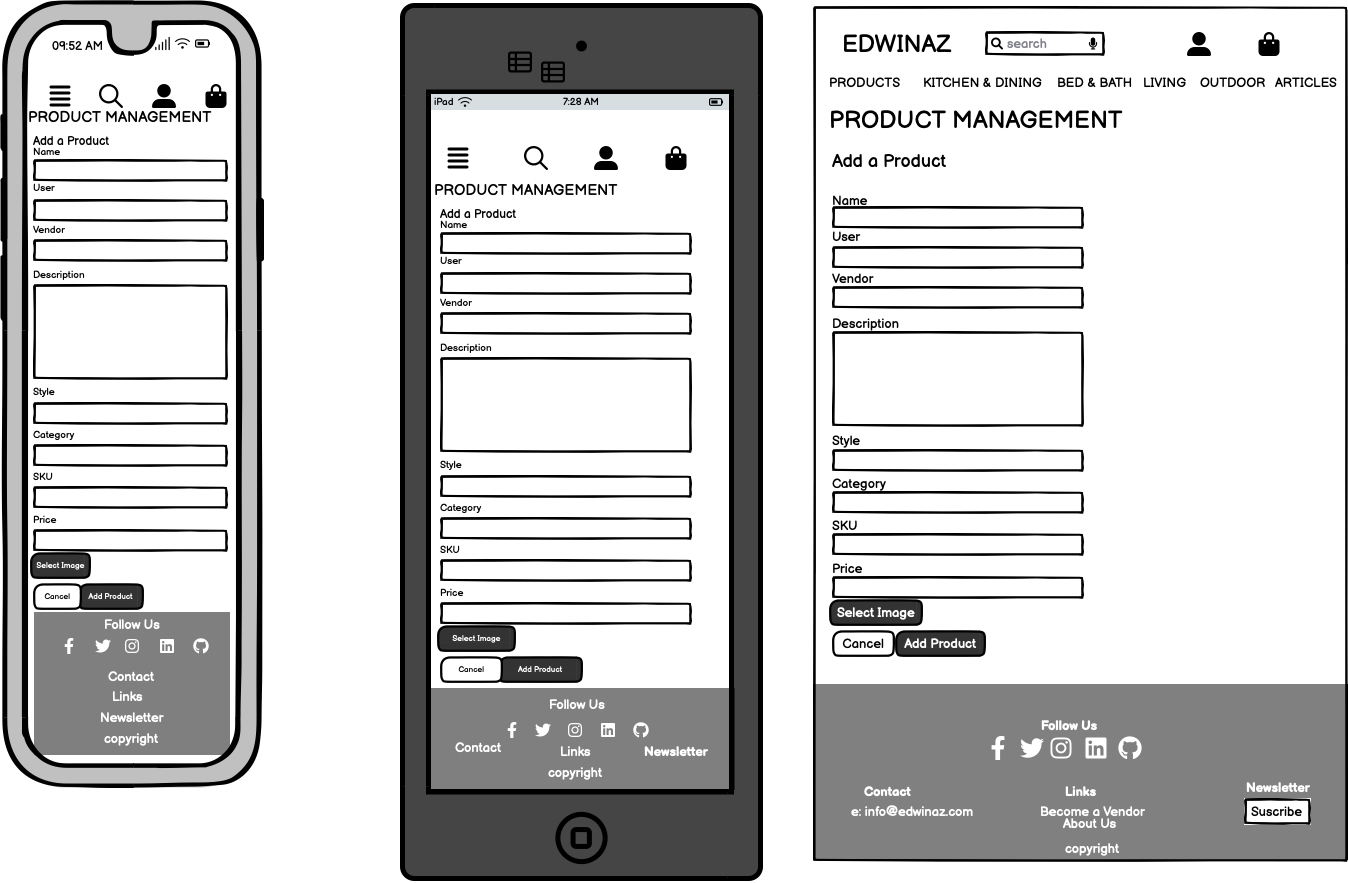 09:52 AM
PRODUCT MANAGEMENT
Add a Product
Name
User
Vendor
Description
Style
Category
SKU
Price
Select Image
Cancel
Add Product
Follow Us
Contact
Links
Newsletter
copyright
iPad
7:28 AM
PRODUCT MANAGEMENT
Add a Product
Name
User
Vendor
Description
Style
Category
SKU
Price
Select Image
Cancel
Add Product
Follow Us
Contact
Links
Newsletter
copyright
EDWINAZ
search
PRODUCTS KITCHEN & DINING BED & BATH LIVING OUTDOOR ARTICLES
PRODUCT MANAGEMENT
Add a Product
Name
User
Vendor
Description
Style
Category
SKU
Price
Select Image
Cancel
Add Product
Follow Us
Contact
Links
Newsletter
e: info@edwinaz.com
Become a Vendor
Suscribe
About Us
copyright